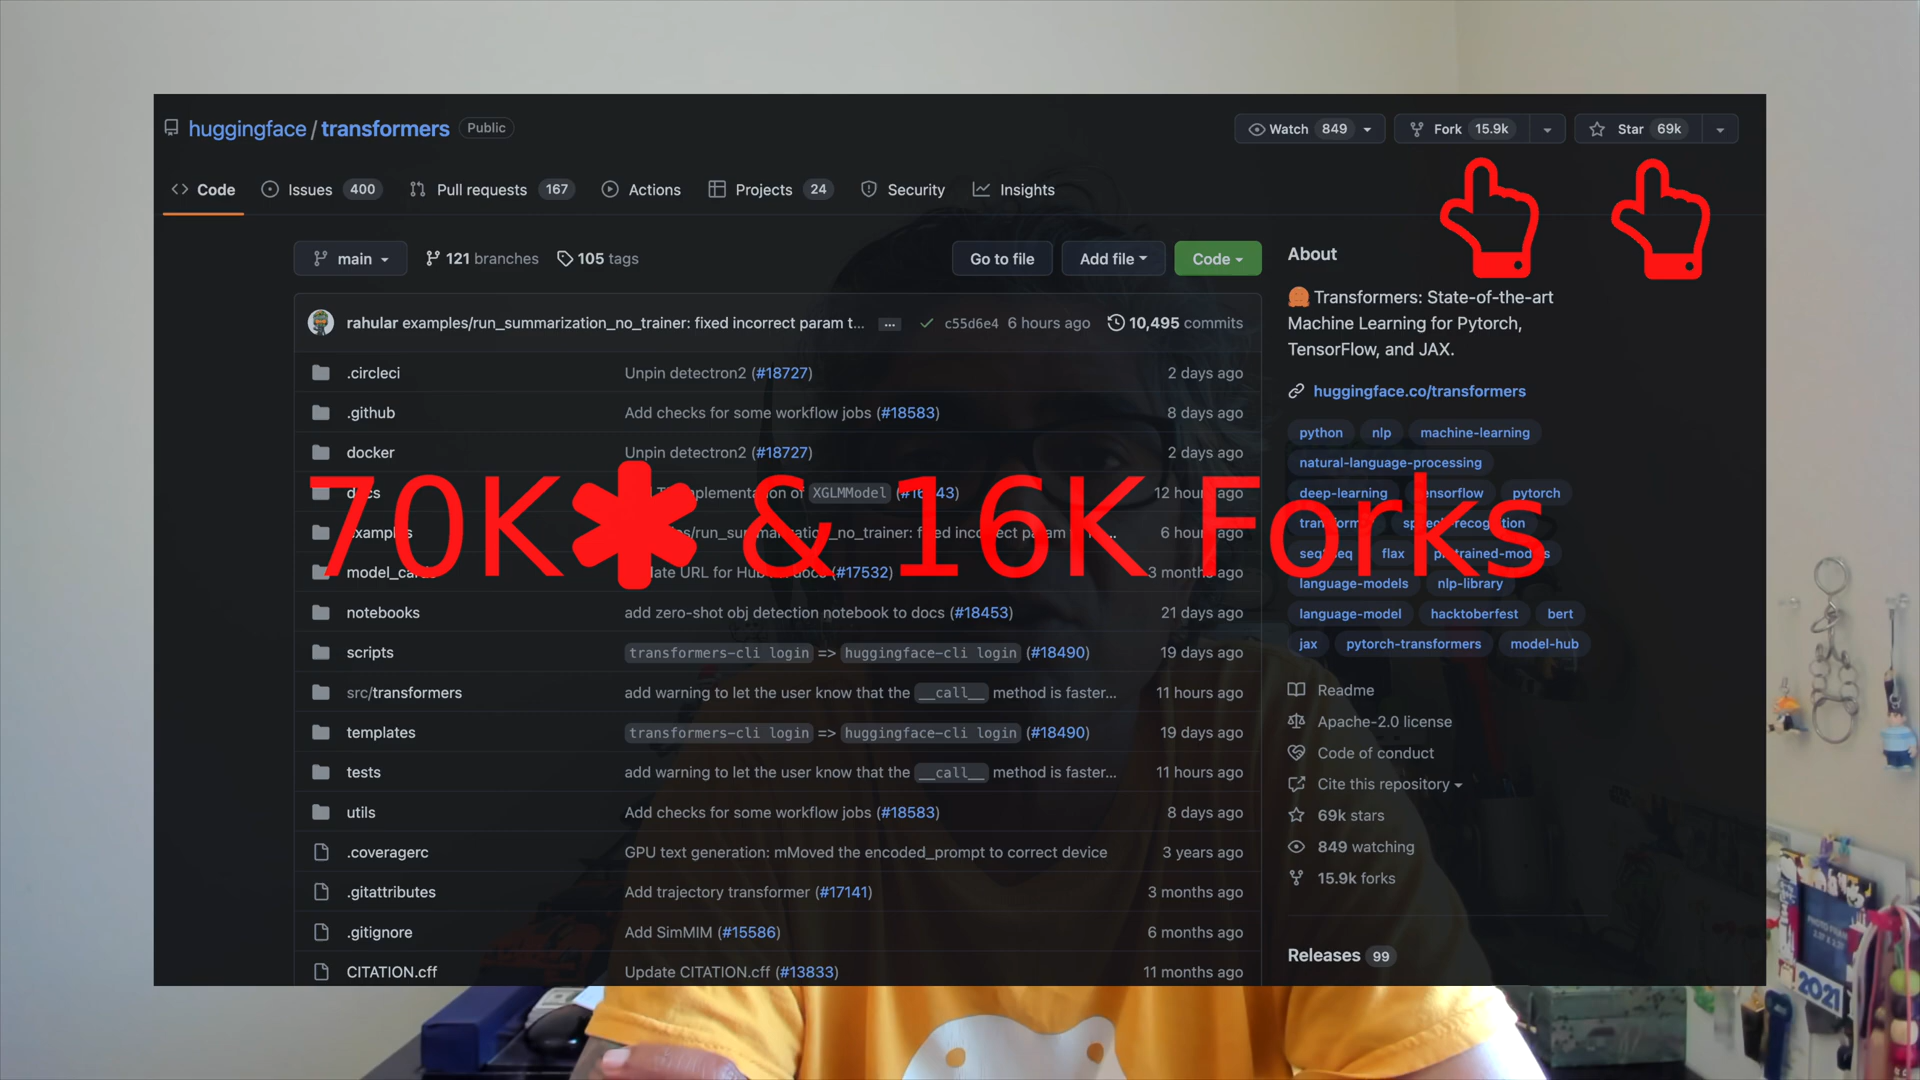 huggingface / transformers Public
Watch 849 Fork 15.9k Star 69k
Code Issues 400 Pull requests 167 Actions Projects 24 Security Insights
main 121 branches 105 tags Go to file Add file Code
rahular examples/run_summarization_no_trainer: fixed incorrect param t... ... c55d6e4 6 hours ago 10,495 commits
.circleci Unpin detectron2 (#18727) 2 days ago
.github Add checks for some workflow jobs (#18583) 8 days ago
docker Unpin detectron2 (#18727) 2 days ago
docs of XGLMModel 12 hours ago
examples 6 hours ago
(#17532) 3 months ago
70K* & 16K Forks
notebooks add zero-shot obj detection notebook to docs (#18453) 21 days ago
scripts transformers-cli login => huggingface-cli login (#18490) 19 days ago
src/transformers add warning to let the user know that the __call__ method is faster... 11 hours ago
templates transformers-cli login => huggingface-cli login (#18490) 19 days ago
tests add warning to let the user know that the __call__ method is faster... 11 hours ago
utils Add checks for some workflow jobs (#18583) 8 days ago
.coveragerc GPU text generation: mMoved the encoded_prompt to correct device 3 years ago
.gitattributes Add trajectory transformer (#17141) 3 months ago
.gitignore Add SimMIM (#15586) 6 months ago
CITATION.cff Update CITATION.cff (#13833) 11 months ago
About
Transformers: State-of-the-art
Machine Learning for Pytorch,
TensorFlow, and JAX.
huggingface.co/transformers
python nlp machine-learning
natural-language-processing
deep-learning tensorflow pytorch
speech-recognition
flax
language-models nlp-library
language-model hacktoberfest bert
jax pytorch-transformers model-hub
Readme
Apache-2.0 license
Code of conduct
Cite this repository
69k stars
849 watching
15.9k forks
Releases 99
2021